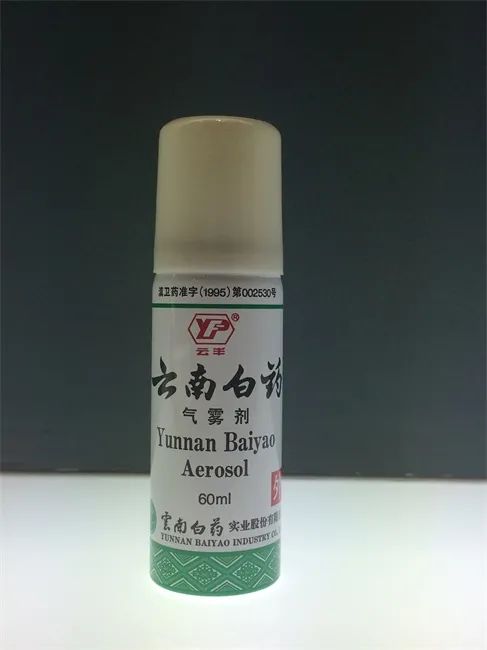 滇卫药准字(1995)第002530号
YP®
云丰
云南白药
气雾剂
Yunnan Baiyao
Aerosol
60ml
雲南白药 实业股份有限
YUNNAN BAIYAO INDUSTRY CO.